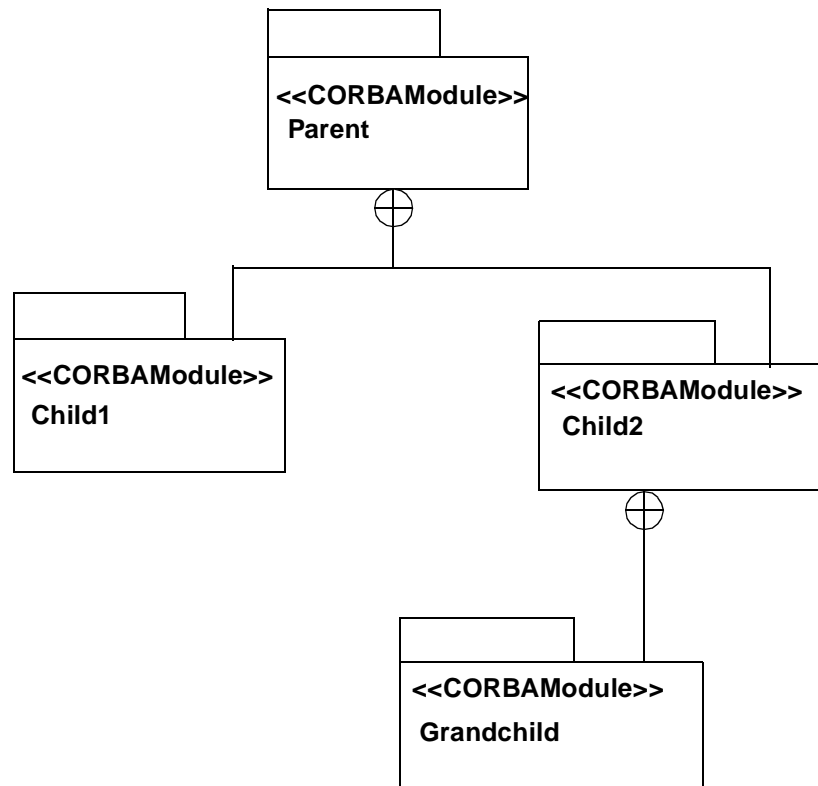 <<CORBAModule>>
Parent
<<CORBAModule>>
Child1
<<CORBAModule>>
Child2
<<CORBAModule>>
Grandchild